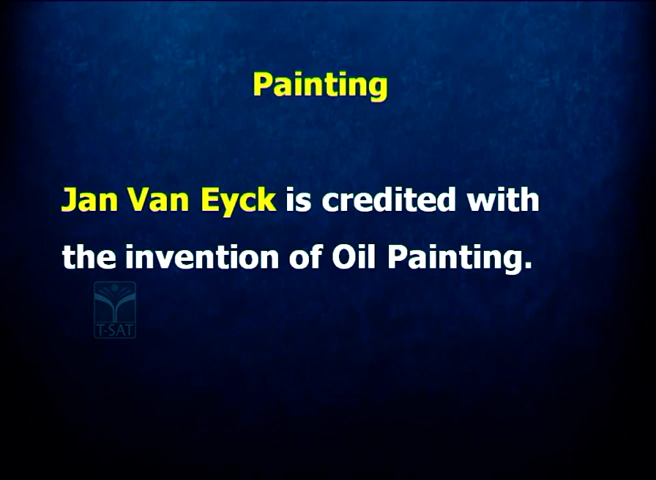 Painting
Jan Van Eyck is credited with
the invention of Oil Painting.
T-SAT